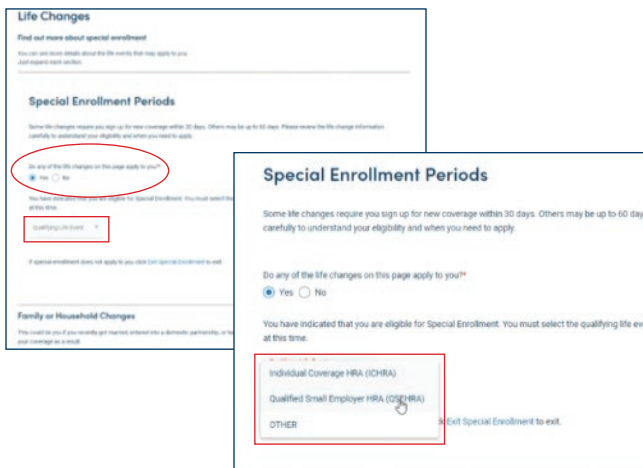 Life Changes
Find out more about special enrollment
You can see more details about the life events that may apply to you.
Just expand each section.
Special Enrollment Periods
Some life changes require you sign up for new coverage within 30 days. Others may be up to 60 days. Please review the life change information
carefully to understand your eligibility and when you need to apply.
Do any of the life changes on this page apply to you?*
Yes No
You have indicated that you are eligible for Special Enrollment. You must select the
at this time.
Qualifying Life Event
If special enrollment does not apply to you click Exit Special Enrollment to exit.
Family or Household Changes
This could be you if you recently got married, entered into a domestic partnership, or
your coverage as a result
Special Enrollment Periods
Some life changes require you sign up for new coverage within 30 days. Others may be up to 60 day
carefully to understand your eligibility and when you need to apply.
Do any of the life changes on this page apply to you?*
Yes No
You have indicated that you are eligible for Special Enrollment. You must select the qualifying life eve
at this time.
Individual Coverage HRA (ICHRA)
Qualified Small Employer HRA (QSEHRA)
OTHER
k Exit Special Enrollment to exit.